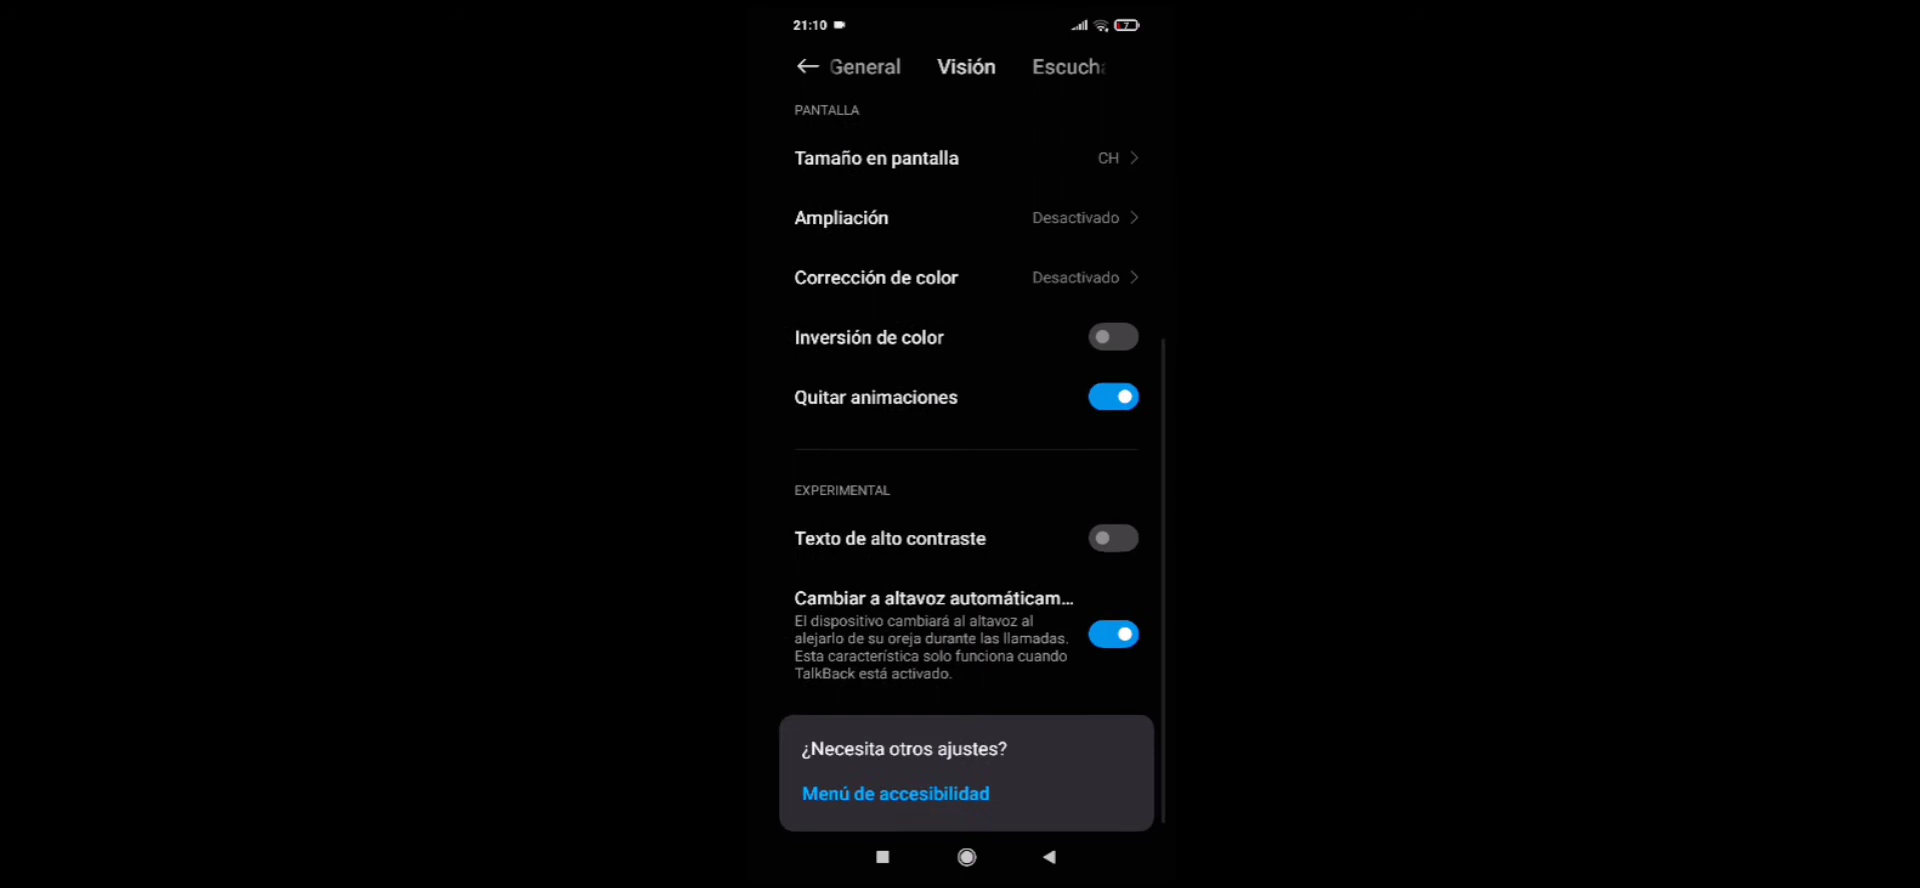 21:10
7
General Visión Escucha
PANTALLA
Tamaño en pantalla CH
Ampliación Desactivado
Corrección de color Desactivado
Inversión de color
Quitar animaciones
EXPERIMENTAL
Texto de alto contraste
Cambiar a altavoz automáticam...
El dispositivo cambiará al altavoz al
alejarlo de su oreja durante las llamadas.
Esta característica solo funciona cuando
TalkBack está activado.
¿Necesita otros ajustes?
Menú de accesibilidad